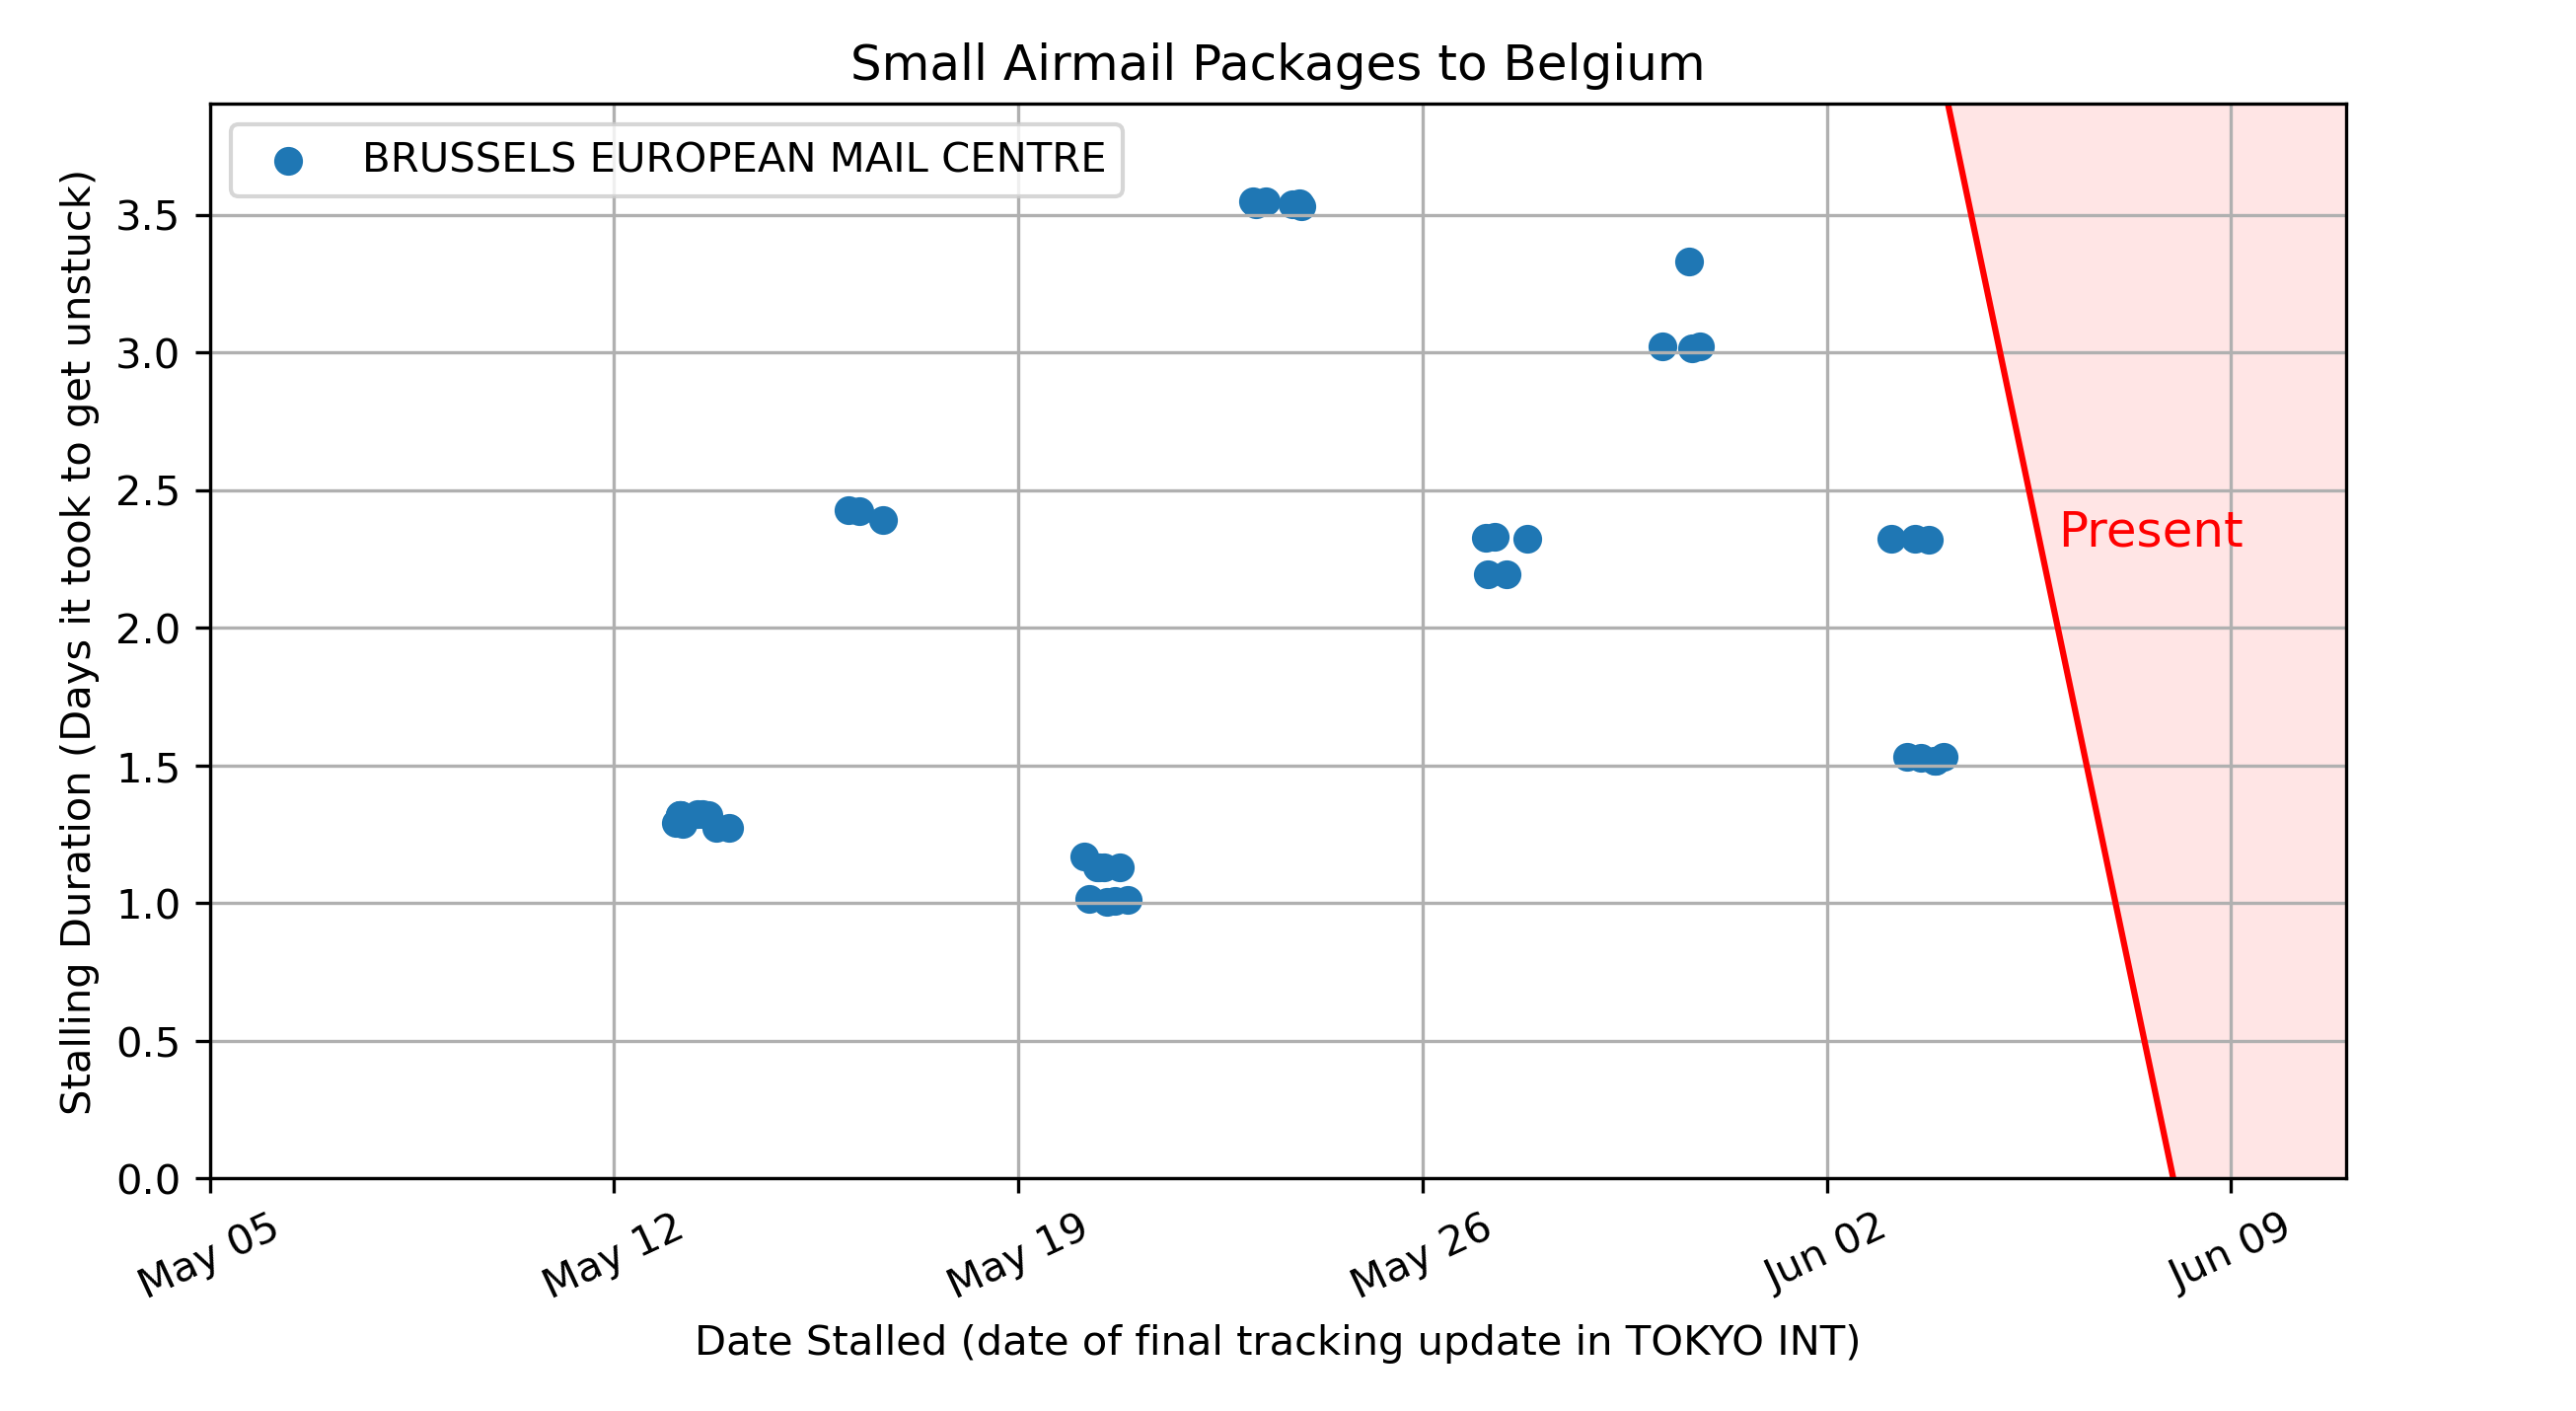 Small Airmail Packages to Belgium
BRUSSELS EUROPEAN MAIL CENTRE
Stalling Duration (Days it took to get unstuck)
3.5
3.0
2.5
2.0
1.5
1.0
0.5
0.0
Present
May 05
May 12
May 19
May 26
Jun 02
Jun 09
Date Stalled (date of final tracking update in TOKYO INT)